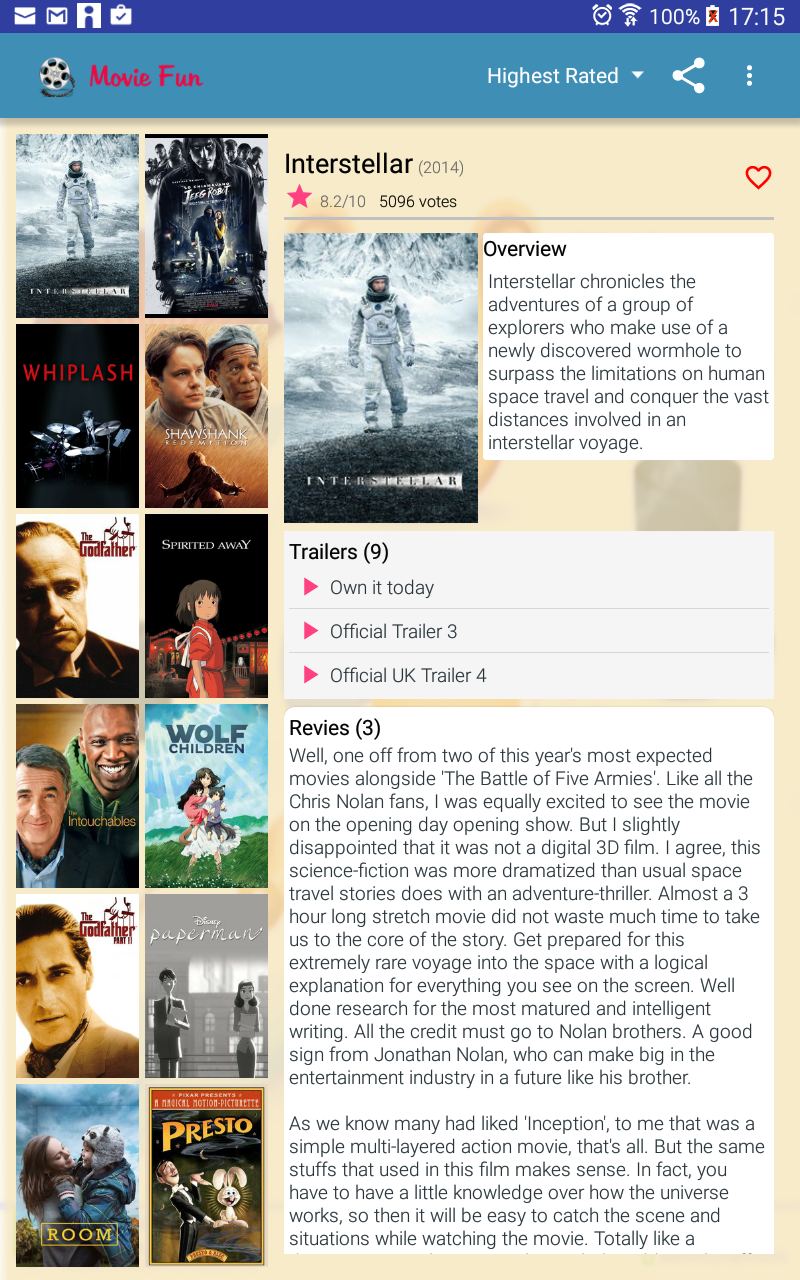 100% 17:15
Movie Fun
Highest Rated
INTERSTELLAR
LO CHIAMAVANO
JEEG ROBOT
WHIPLASH
SHAWSHANK
REDEMPTION
The
Godfather
SPIRITED AWAY
The
Intouchables
WOLF
CHILDREN
The
Godfather
PART II
Disney
paperman
ROOM
PIXAR PRESENTS
A MAGICAL MOTION-PICTURETTE
PRESTO
Interstellar (2014)
8.2/10 5096 votes
INTERSTELLAR
Overview
Interstellar chronicles the
adventures of a group of
explorers who make use of a
newly discovered wormhole to
surpass the limitations on human
space travel and conquer the vast
distances involved in an
interstellar voyage.
Trailers (9)
Own it today
Official Trailer 3
Official UK Trailer 4
Revies (3)
Well, one off from two of this year's most expected
movies alongside 'The Battle of Five Armies'. Like all the
Chris Nolan fans, I was equally excited to see the movie
on the opening day opening show. But I slightly
disappointed that it was not a digital 3D film. I agree, this
science-fiction was more dramatized than usual space
travel stories does with an adventure-thriller. Almost a 3
hour long stretch movie did not waste much time to take
us to the core of the story. Get prepared for this
extremely rare voyage into the space with a logical
explanation for everything you see on the screen. Well
done research for the most matured and intelligent
writing. All the credit must go to Nolan brothers. A good
sign from Jonathan Nolan, who can make big in the
entertainment industry in a future like his brother.
As we know many had liked 'Inception', to me that was a
simple multi-layered action movie, that's all. But the same
stuffs that used in this film makes sense. In fact, you
have to have a little knowledge over how the universe
works, so then it will be easy to catch the scene and
situations while watching the movie. Totally like a